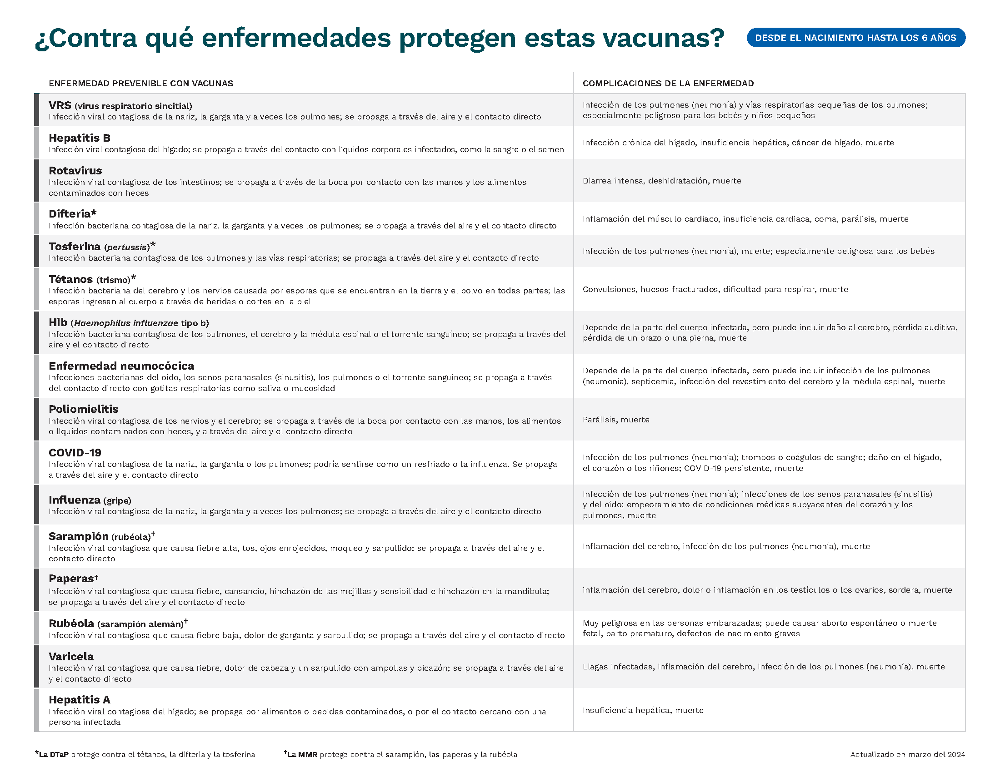 ¿Contra qué enfermedades protegen estas vacunas?
DESDE EL NACIMIENTO HASTA LOS 6 AÑOS
ENFERMEDAD PREVENIBLE CON VACUNAS
COMPLICACIONES DE LA ENFERMEDAD
VRS (virus respiratorio sincitial)
Infección viral contagiosa de la nariz, la garganta y a veces los pulmones; se propaga a través del aire y el contacto directo
Infección de los pulmones (neumonía) y vías respiratorias pequeñas de los pulmones;
especialmente peligroso para los bebés y niños pequeños
Hepatitis B
Infección viral contagiosa del hígado; se propaga a través del contacto con líquidos corporales infectados, como la sangre o el semen
Infección crónica del hígado, insuficiencia hepática, cáncer de hígado, muerte
Rotavirus
Infección viral contagiosa de los intestinos; se propaga a través de la boca por contacto con las manos y los alimentos
contaminados con heces
Diarrea intensa, deshidratación, muerte
Difteria*
Infección bacteriana contagiosa de la nariz, la garganta y a veces los pulmones; se propaga a través del aire y el contacto directo
Inflamación del músculo cardiaco, insuficiencia cardiaca, coma, parálisis, muerte
Tosferina (pertussis)*
Infección bacteriana contagiosa de los pulmones y las vías respiratorias; se propaga a través del aire y el contacto directo
Infección de los pulmones (neumonía), muerte; especialmente peligrosa para los bebés
Tétanos (trismo)*
Infección bacteriana del cerebro y los nervios causada por esporas que se encuentran en la tierra y el polvo en todas partes; las
esporas ingresan al cuerpo a través de heridas o cortes en la piel
Convulsiones, huesos fracturados, dificultad para respirar, muerte
Hib (Haemophilus influenzae tipo b)
Infección bacteriana contagiosa de los pulmones, el cerebro y la médula espinal o el torrente sanguíneo; se propaga a través del
aire y el contacto directo
Depende de la parte del cuerpo infectada, pero puede incluir daño al cerebro, pérdida auditiva,
pérdida de un brazo o una pierna, muerte
Enfermedad neumocócica
Infecciones bacterianas del oído, los senos paranasales (sinusitis), los pulmones o el torrente sanguíneo; se propaga a través
del contacto directo con gotitas respiratorias como saliva o mucosidad
Depende de la parte del cuerpo infectada, pero puede incluir infección de los pulmones
(neumonía), septicemia, infección del revestimiento del cerebro y la médula espinal, muerte
Poliomielitis
Infección viral contagiosa de los nervios y el cerebro; se propaga a través de la boca por contacto con las manos, los alimentos
o líquidos contaminados con heces, y a través del aire y el contacto directo
Parálisis, muerte
COVID-19
Infección viral contagiosa de la nariz, la garganta o los pulmones; podría sentirse como un resfriado o la influenza. Se propaga
a través del aire y el contacto directo
Infección de los pulmones (neumonía); trombos o coágulos de sangre; daño en el hígado,
el corazón o los riñones; COVID-19 persistente, muerte
Influenza (gripe)
Infección viral contagiosa de la nariz, la garganta y a veces los pulmones; se propaga a través del aire y el contacto directo
Infección de los pulmones (neumonía); infecciones de los senos paranasales (sinusitis)
y del oído; empeoramiento de condiciones médicas subyacentes del corazón y los
pulmones, muerte
Sarampión (rubéola)†
Infección viral contagiosa que causa fiebre alta, tos, ojos enrojecidos, moqueo y sarpullido; se propaga a través del aire y el
contacto directo
Inflamación del cerebro, infección de los pulmones (neumonía), muerte
Paperas†
Infección viral contagiosa que causa fiebre, cansancio, hinchazón de las mejillas y sensibilidad e hinchazón en la mandíbula;
se propaga a través del aire y el contacto directo
inflamación del cerebro, dolor o inflamación en los testículos o los ovarios, sordera, muerte
Rubéola (sarampión alemán)†
Infección viral contagiosa que causa fiebre baja, dolor de garganta y sarpullido; se propaga a través del aire y el contacto directo
Muy peligrosa en las personas embarazadas; puede causar aborto espontáneo o muerte
fetal, parto prematuro, defectos de nacimiento graves
Varicela
Infección viral contagiosa que causa fiebre, dolor de cabeza y un sarpullido con ampollas y picazón; se propaga a través del aire
y el contacto directo
Llagas infectadas, inflamación del cerebro, infección de los pulmones (neumonía), muerte
Hepatitis A
Infección viral contagiosa del hígado; se propaga por alimentos o bebidas contaminados, o por el contacto cercano con una
persona infectada
Insuficiencia hepática, muerte
*La DTaP protege contra el tétanos, la difteria y la tosferina
†La MMR protege contra el sarampión, las paperas y la rubéola
Actualizado en marzo del 2024